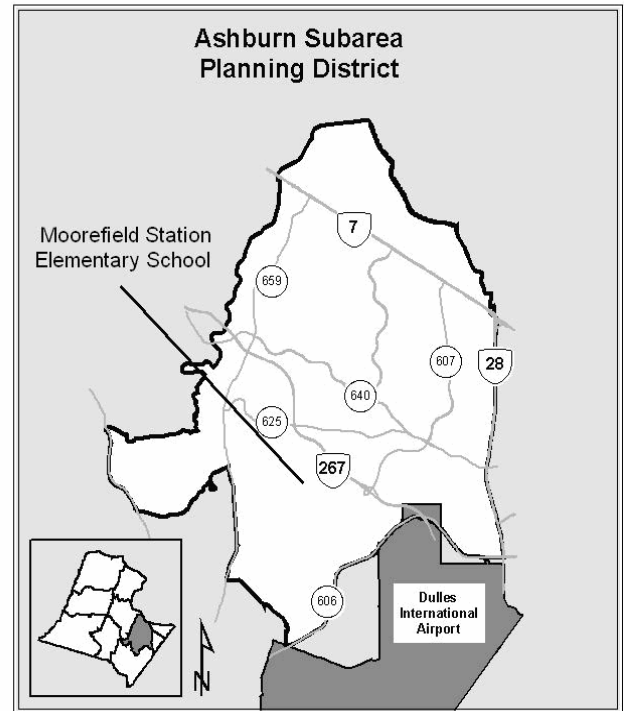 Ashburn Subarea
Planning District
7
Moorefield Station
Elementary School
659
28
607
640
625
267
606
Dulles
International
Airport
N